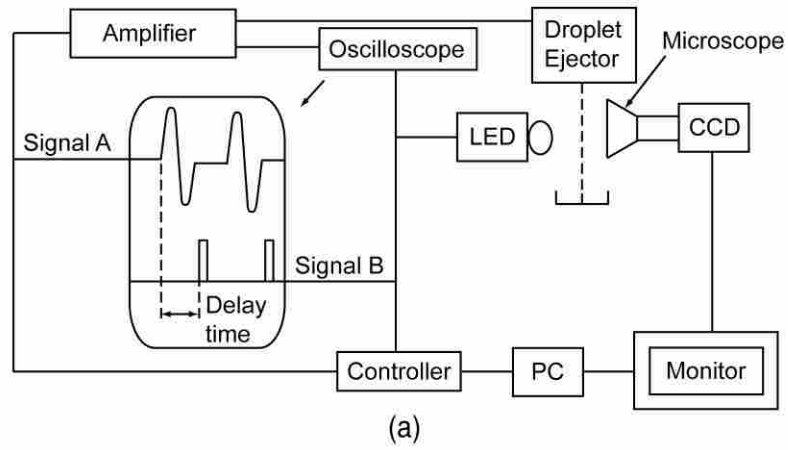 Amplifier
Droplet
Ejector
Microscope
Oscilloscope
Signal A
LED
CCD
Signal B
Delay
time
Controller
PC
Monitor
(a)